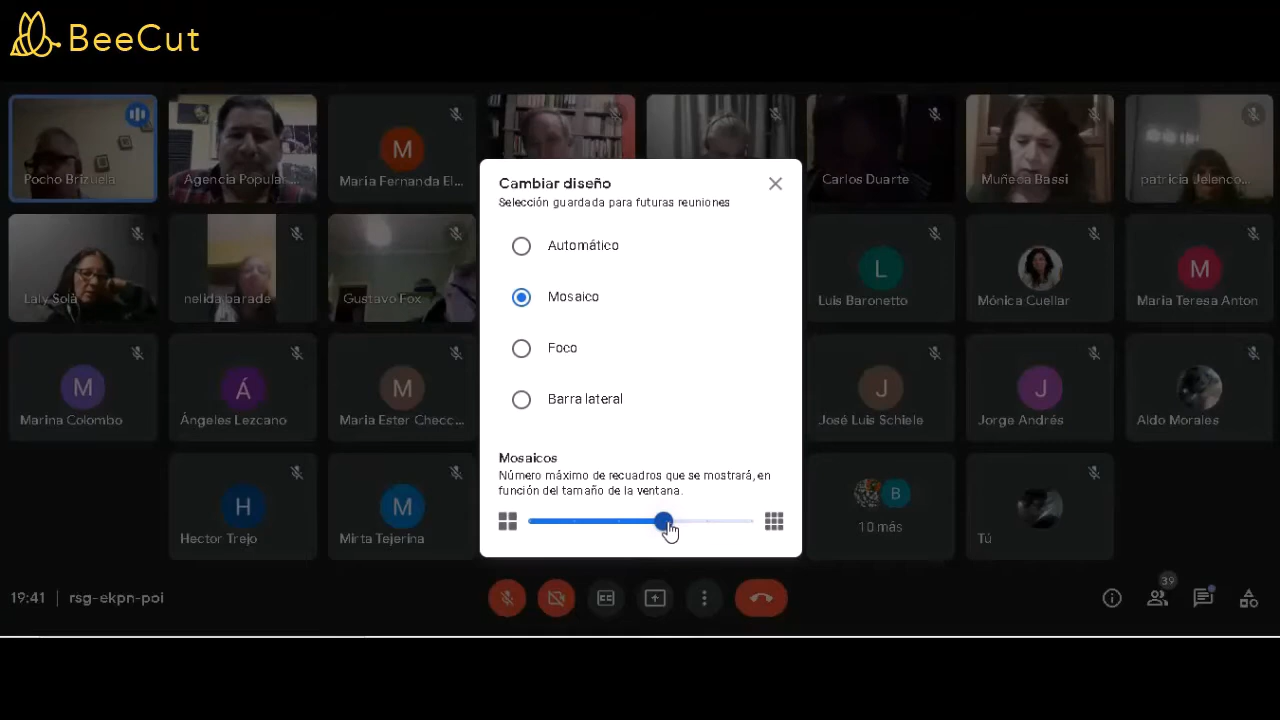 BeeCut
Pocho Brizuela
Agencia Popular ...
M
Maria Fernanda El...
Carlos Duarte
Muñeca Bassi
patricia Jelenco...
Laly Solà
nelida barade
Gustavo Fox
L
Luis Baronetto
Mónica Cuellar
M
Maria Teresa Anton
M
Marina Colombo
Á
Ángeles Lezcano
M
Maria Ester Checc...
J
José Luis Schiele
J
Jorge Andrés
Aldo Morales
H
Hector Trejo
M
Mirta Tejerina
B
10 más
Tú
Cambiar diseño
Selección guardada para futuras reuniones
Automático
Mosaico
Foco
Barra lateral
Mosaicos
Número máximo de recuadros que se mostrará, en
función del tamaño de la ventana.
19:41 | rsg-ekpn-poi
CC
39